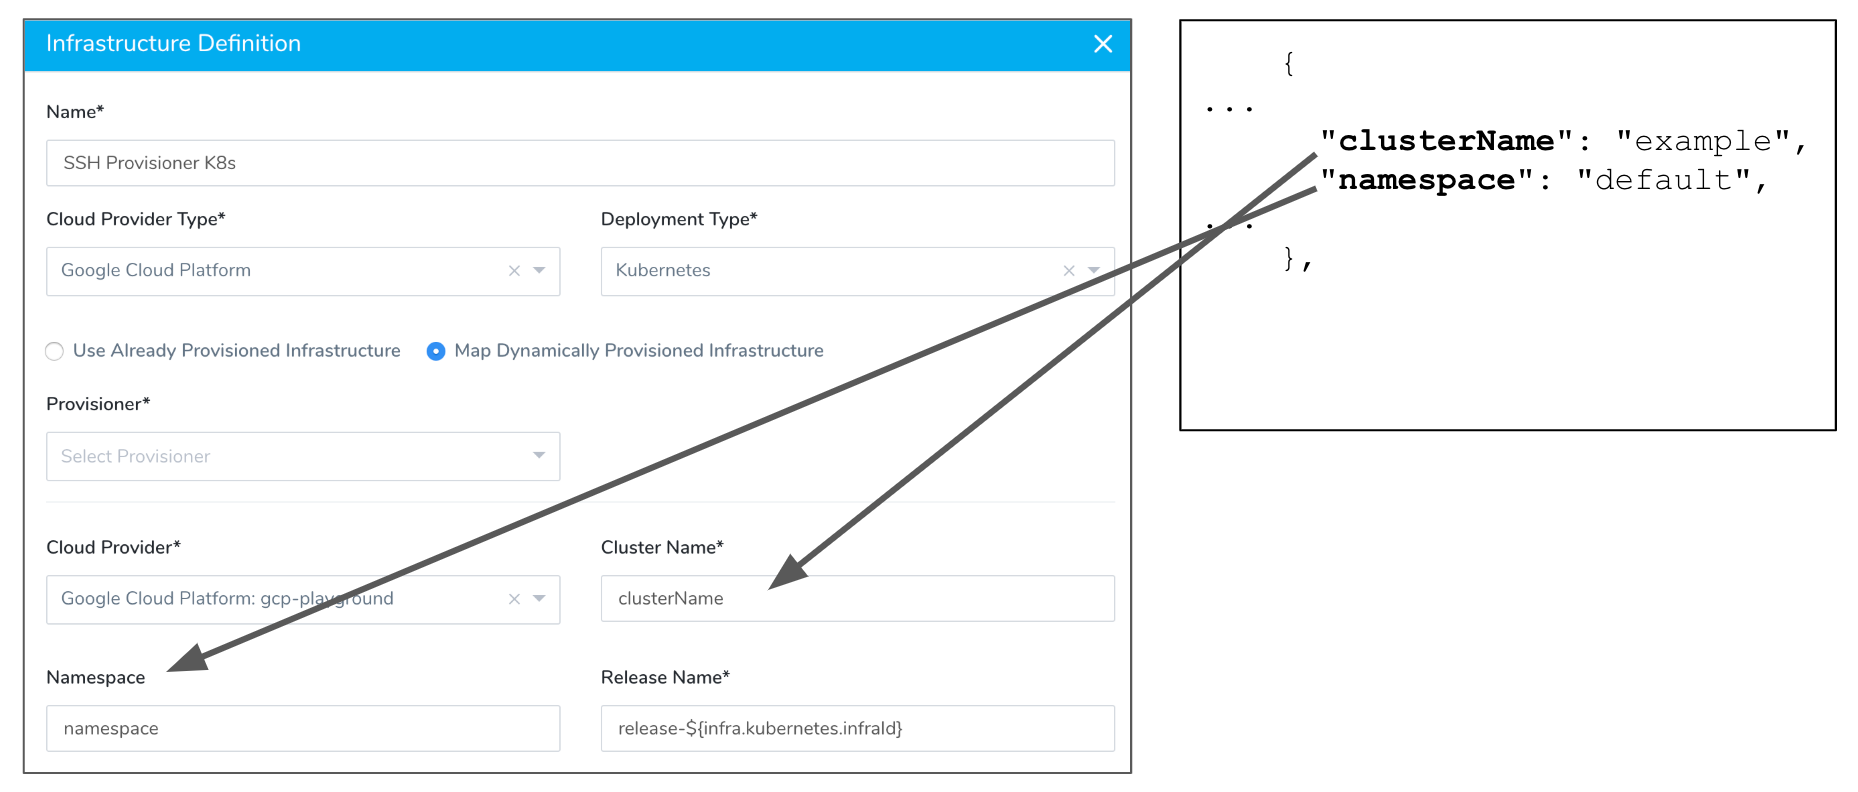 Infrastructure Definition
Name*
SSH Provisioner K8s
Cloud Provider Type*
Deployment Type*
Google Cloud Platform
Kubernetes
Use Already Provisioned Infrastructure
Map Dynamically Provisioned Infrastructure
Provisioner*
Select Provisioner
Cloud Provider*
Cluster Name*
Google Cloud Platform: gcp-playground
clusterName
Namespace
Release Name*
namespace
release-${infra.kubernetes.infraId}
{
...
"clusterName": "example",
"namespace": "default",
...
},